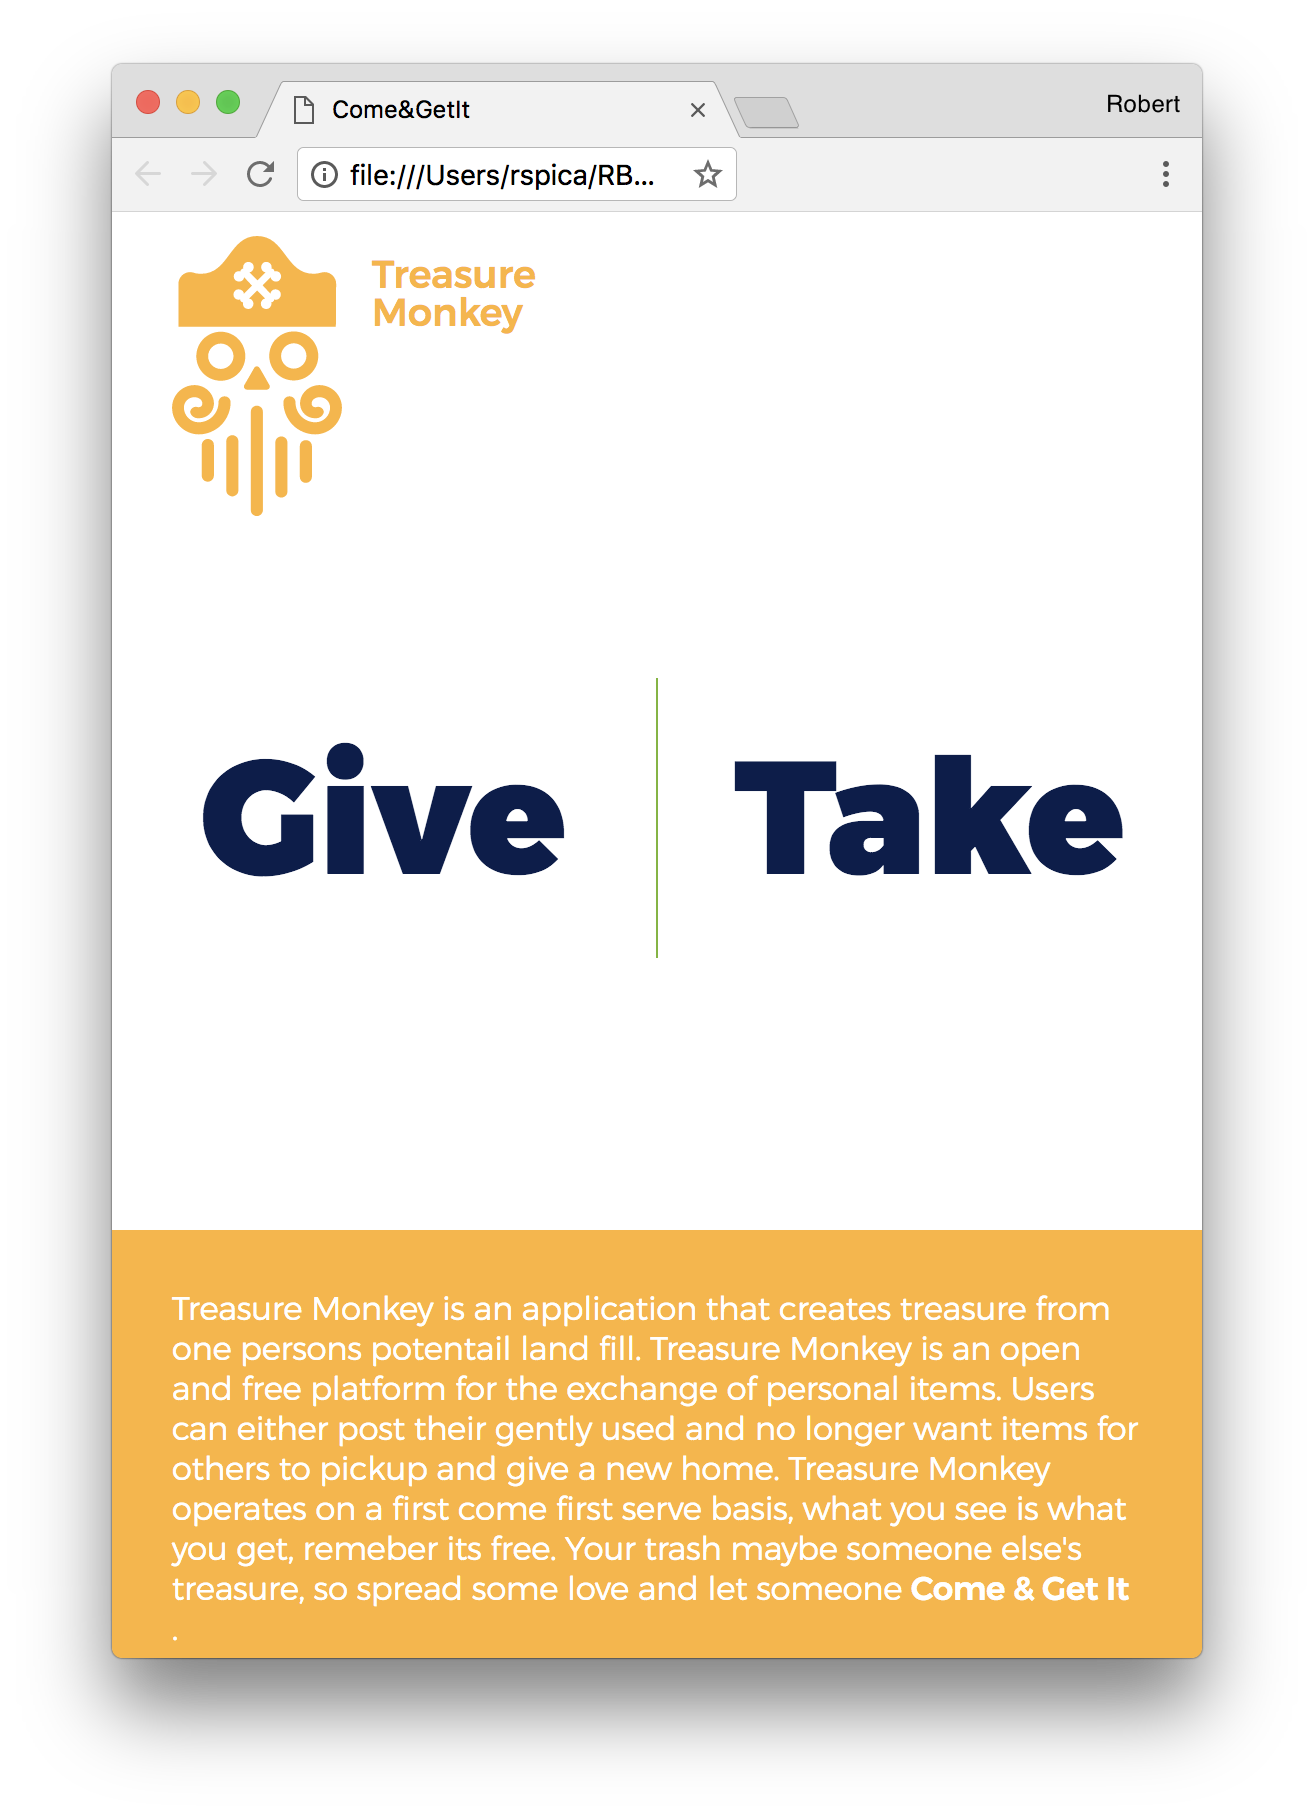 Come&GetIt
Robert
file:///Users/rspica/RB...
Treasure
Monkey
Give
Take
Treasure Monkey is an application that creates treasure from
one persons potentail land fill. Treasure Monkey is an open
and free platform for the exchange of personal items. Users
can either post their gently used and no longer want items for
others to pickup and give a new home. Treasure Monkey
operates on a first come first serve basis, what you see is what
you get, remeber its free. Your trash maybe someone else's
treasure, so spread some love and let someone Come & Get It
.